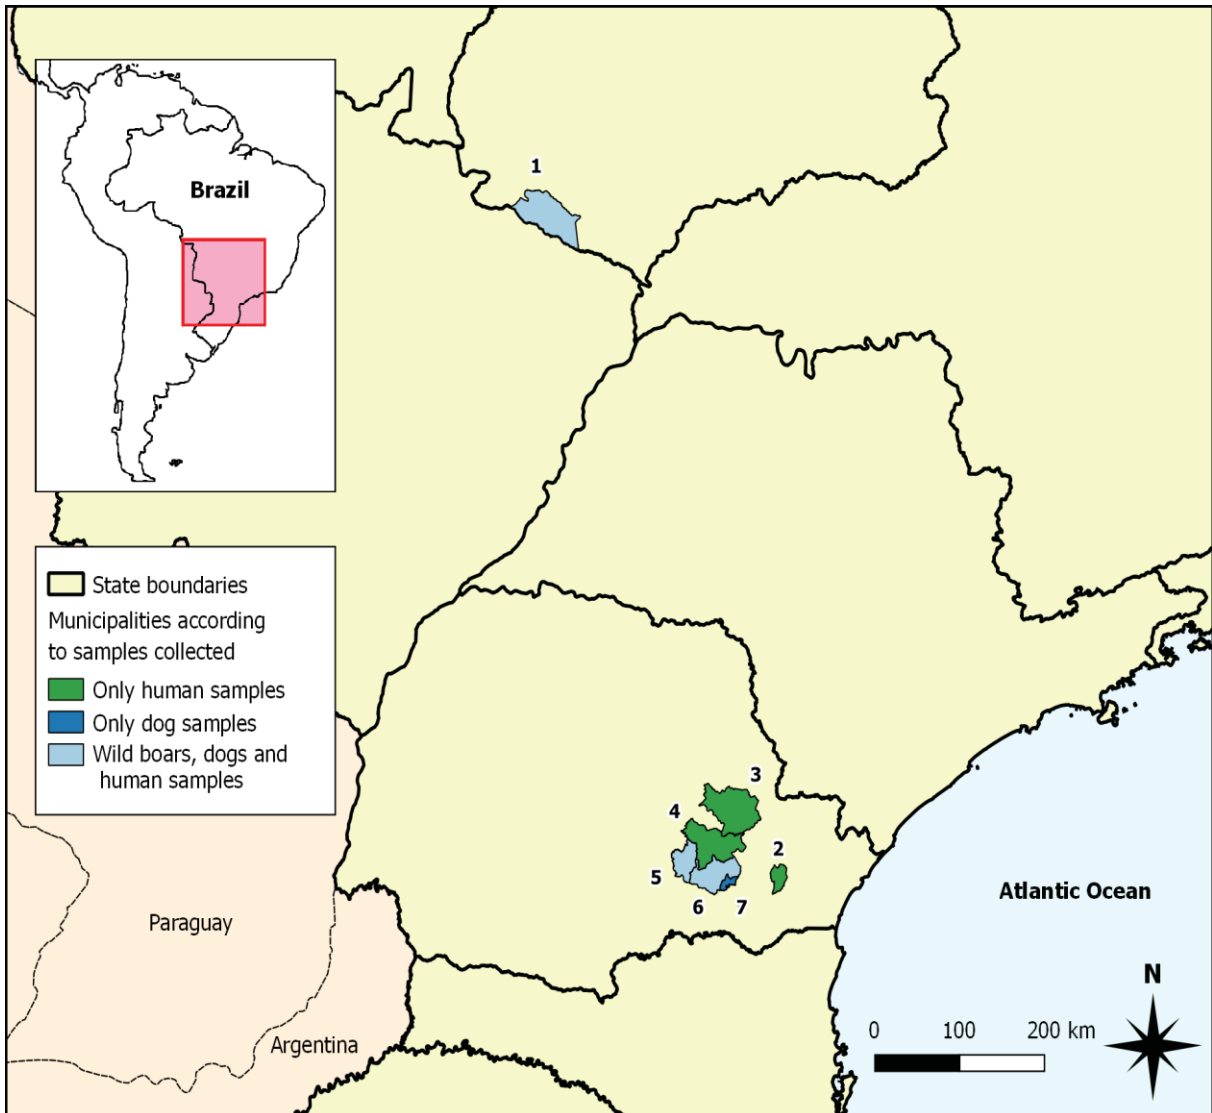 1
Brazil
State boundaries
Municipalities according
to samples collected
Only human samples
Only dog samples
Wild boars, dogs and
human samples
3
4
2
5
6
7
Atlantic Ocean
Paraguay
Argentina
N
0 100 200 km